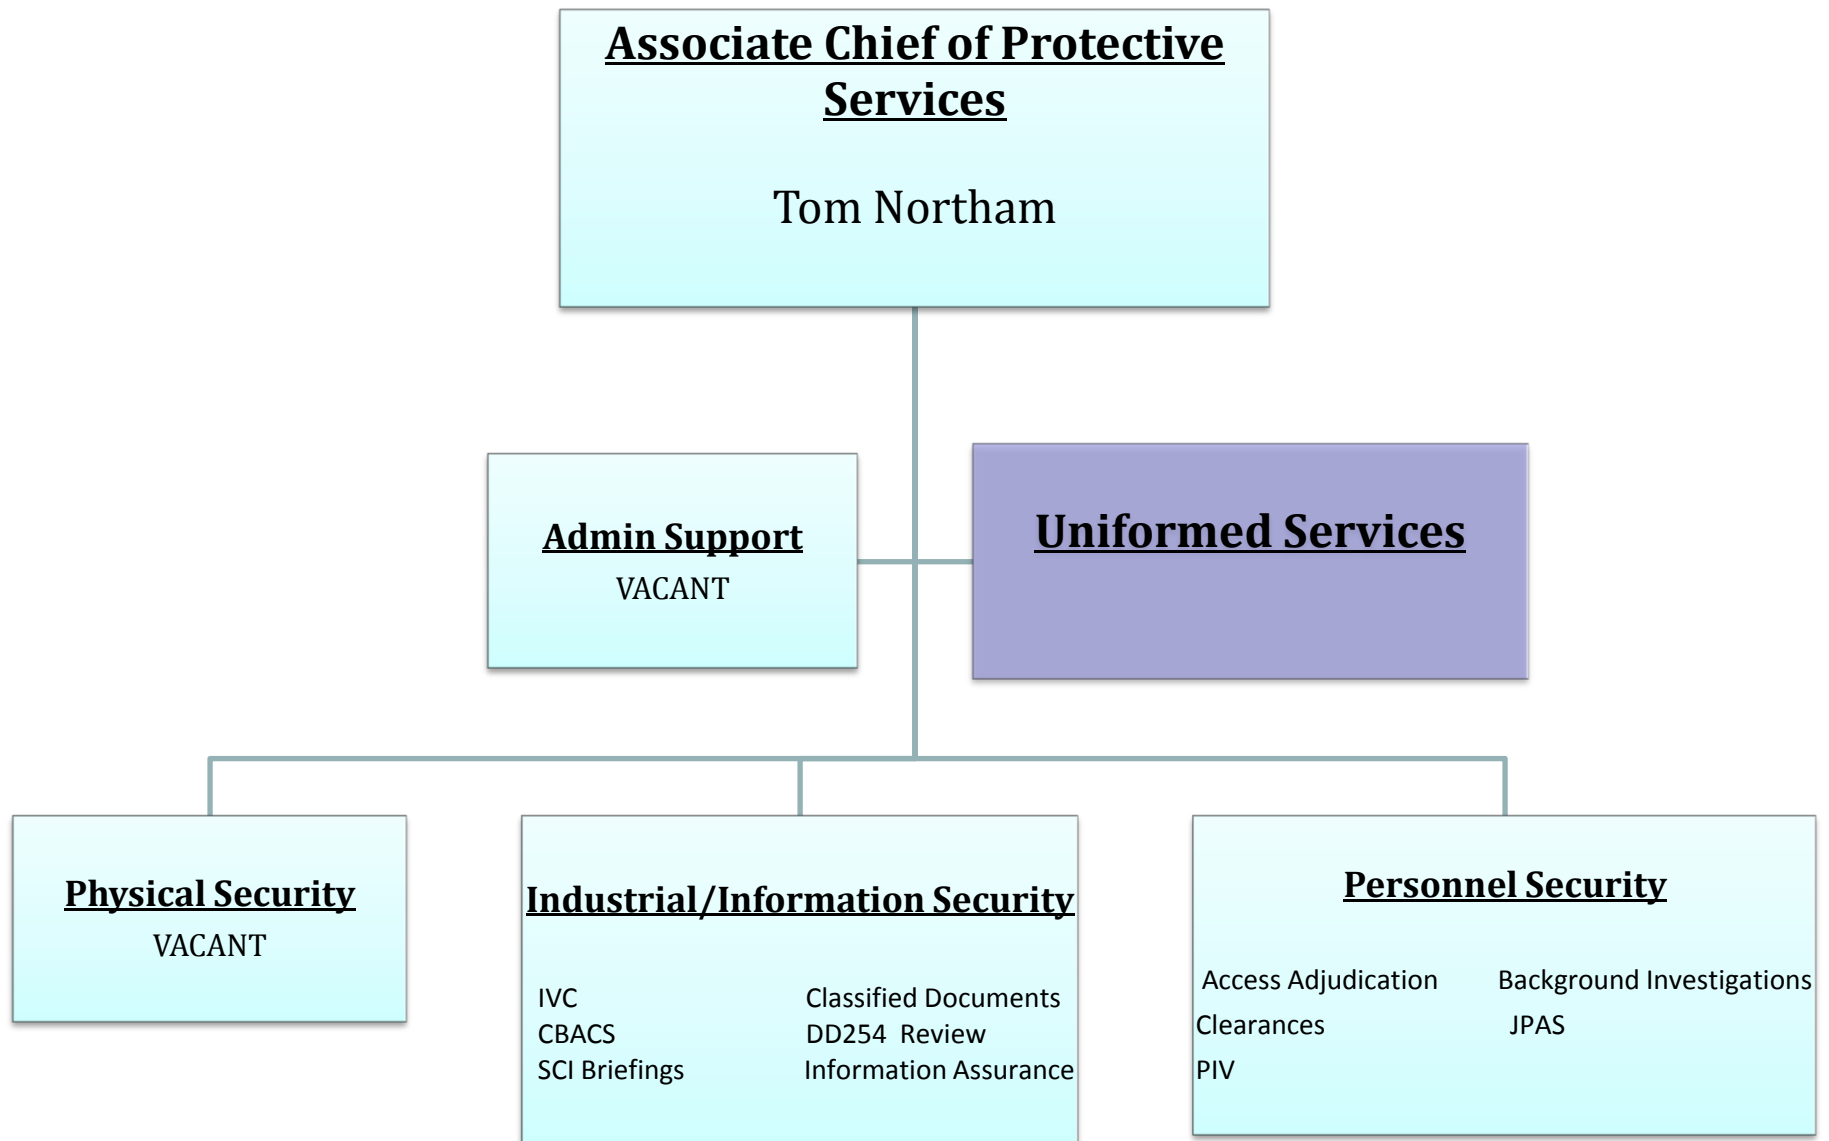 Associate Chief of Protective
Services
Tom Northam
Admin Support
VACANT
Uniformed Services
Physical Security
VACANT
Industrial/Information Security
IVC Classified Documents
CBACS DD254 Review
SCI Briefings Information Assurance
Personnel Security
Access Adjudication Background Investigations
Clearances JPAS
PIV